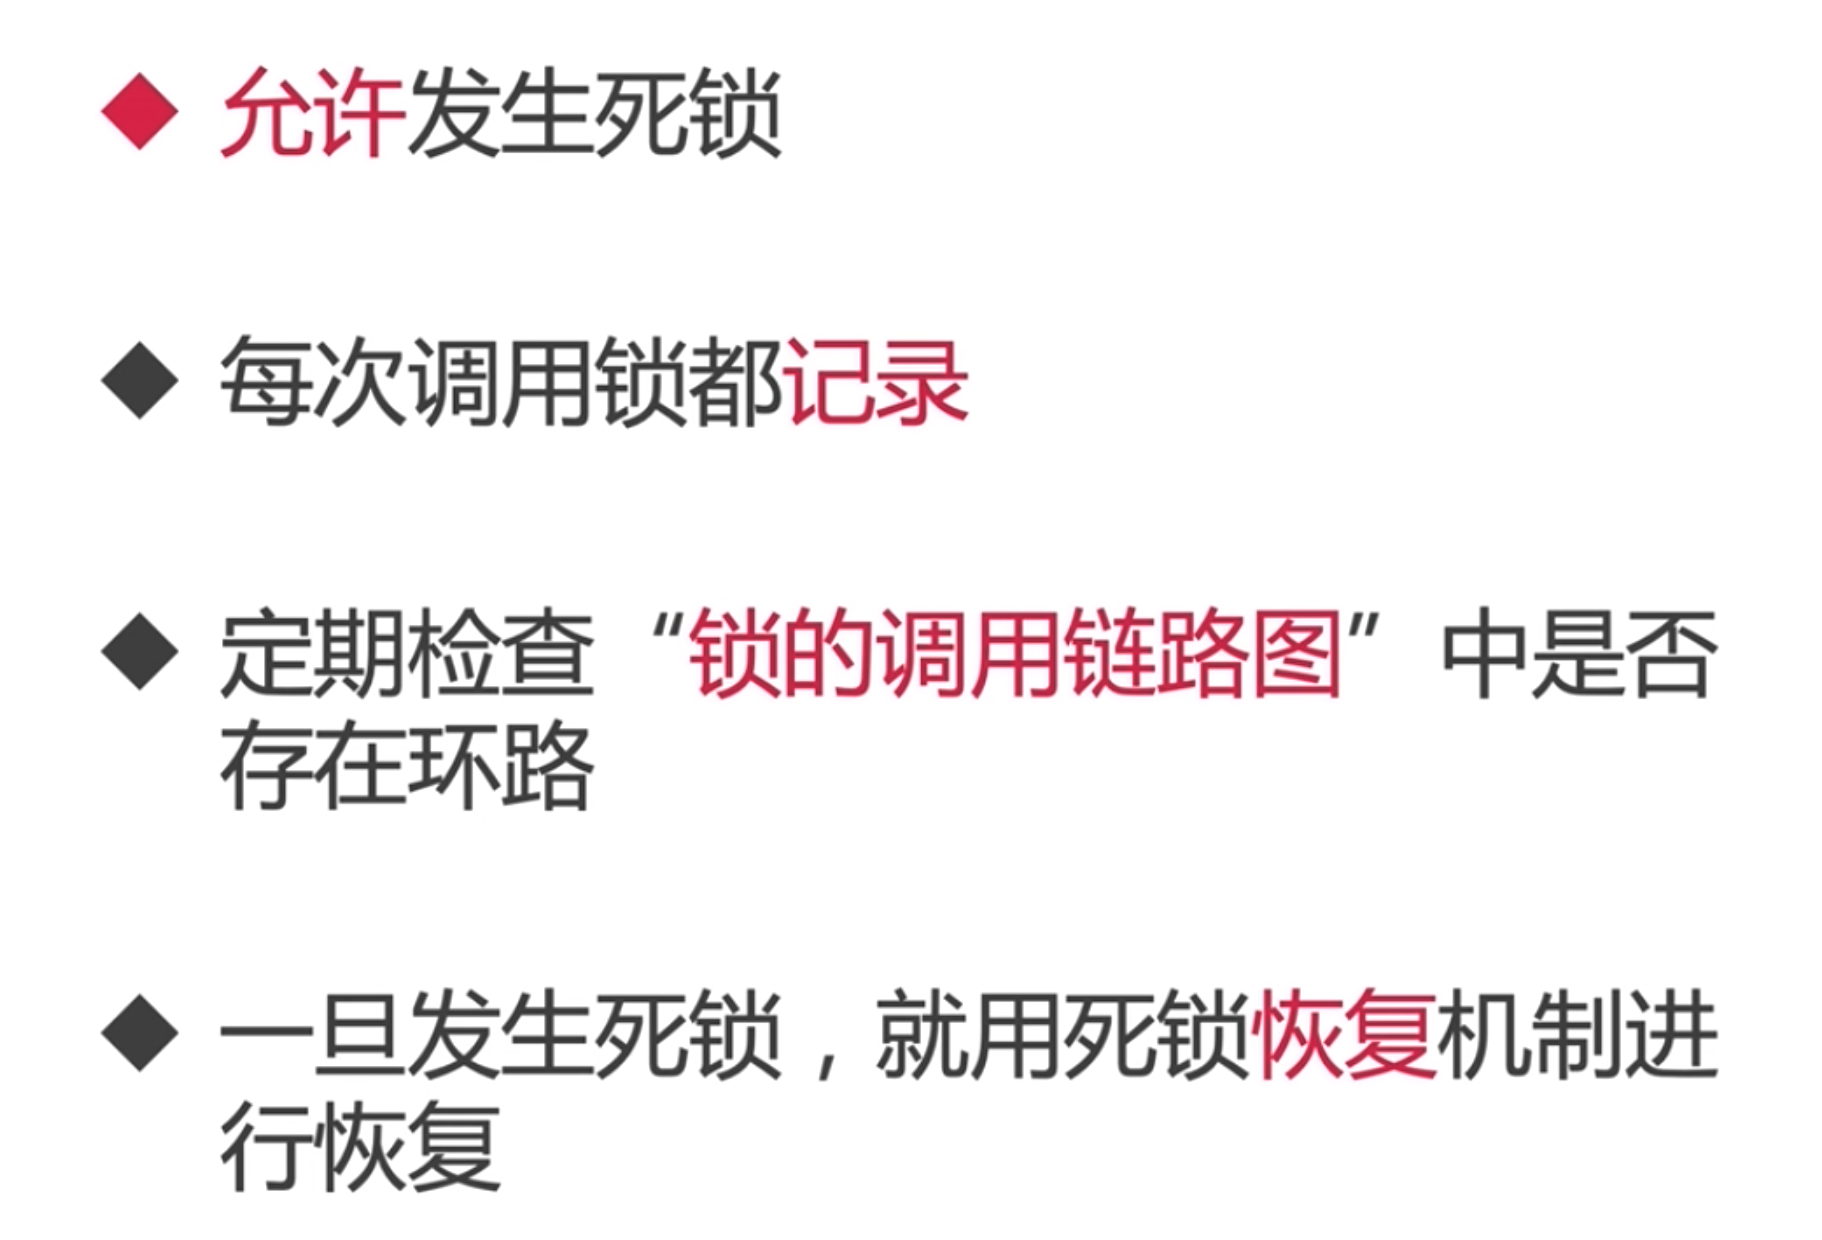 ◆ 允许发生死锁
◆ 每次调用锁都记录
◆ 定期检查“锁的调用链路图”中是否
存在环路
◆ 一旦发生死锁，就用死锁恢复机制进
行恢复